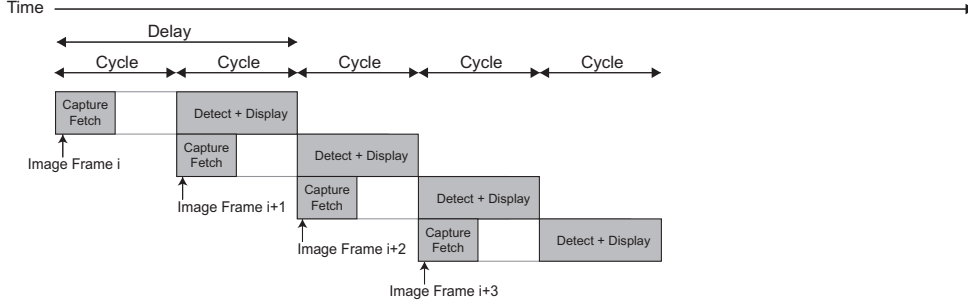 Time
Delay
Cycle Cycle Cycle Cycle Cycle
Capture
Fetch
Detect + Display
Image Frame i
Capture
Fetch
Detect + Display
Image Frame i+1
Capture
Fetch
Detect + Display
Image Frame i+2
Capture
Fetch
Detect + Display
Image Frame i+3